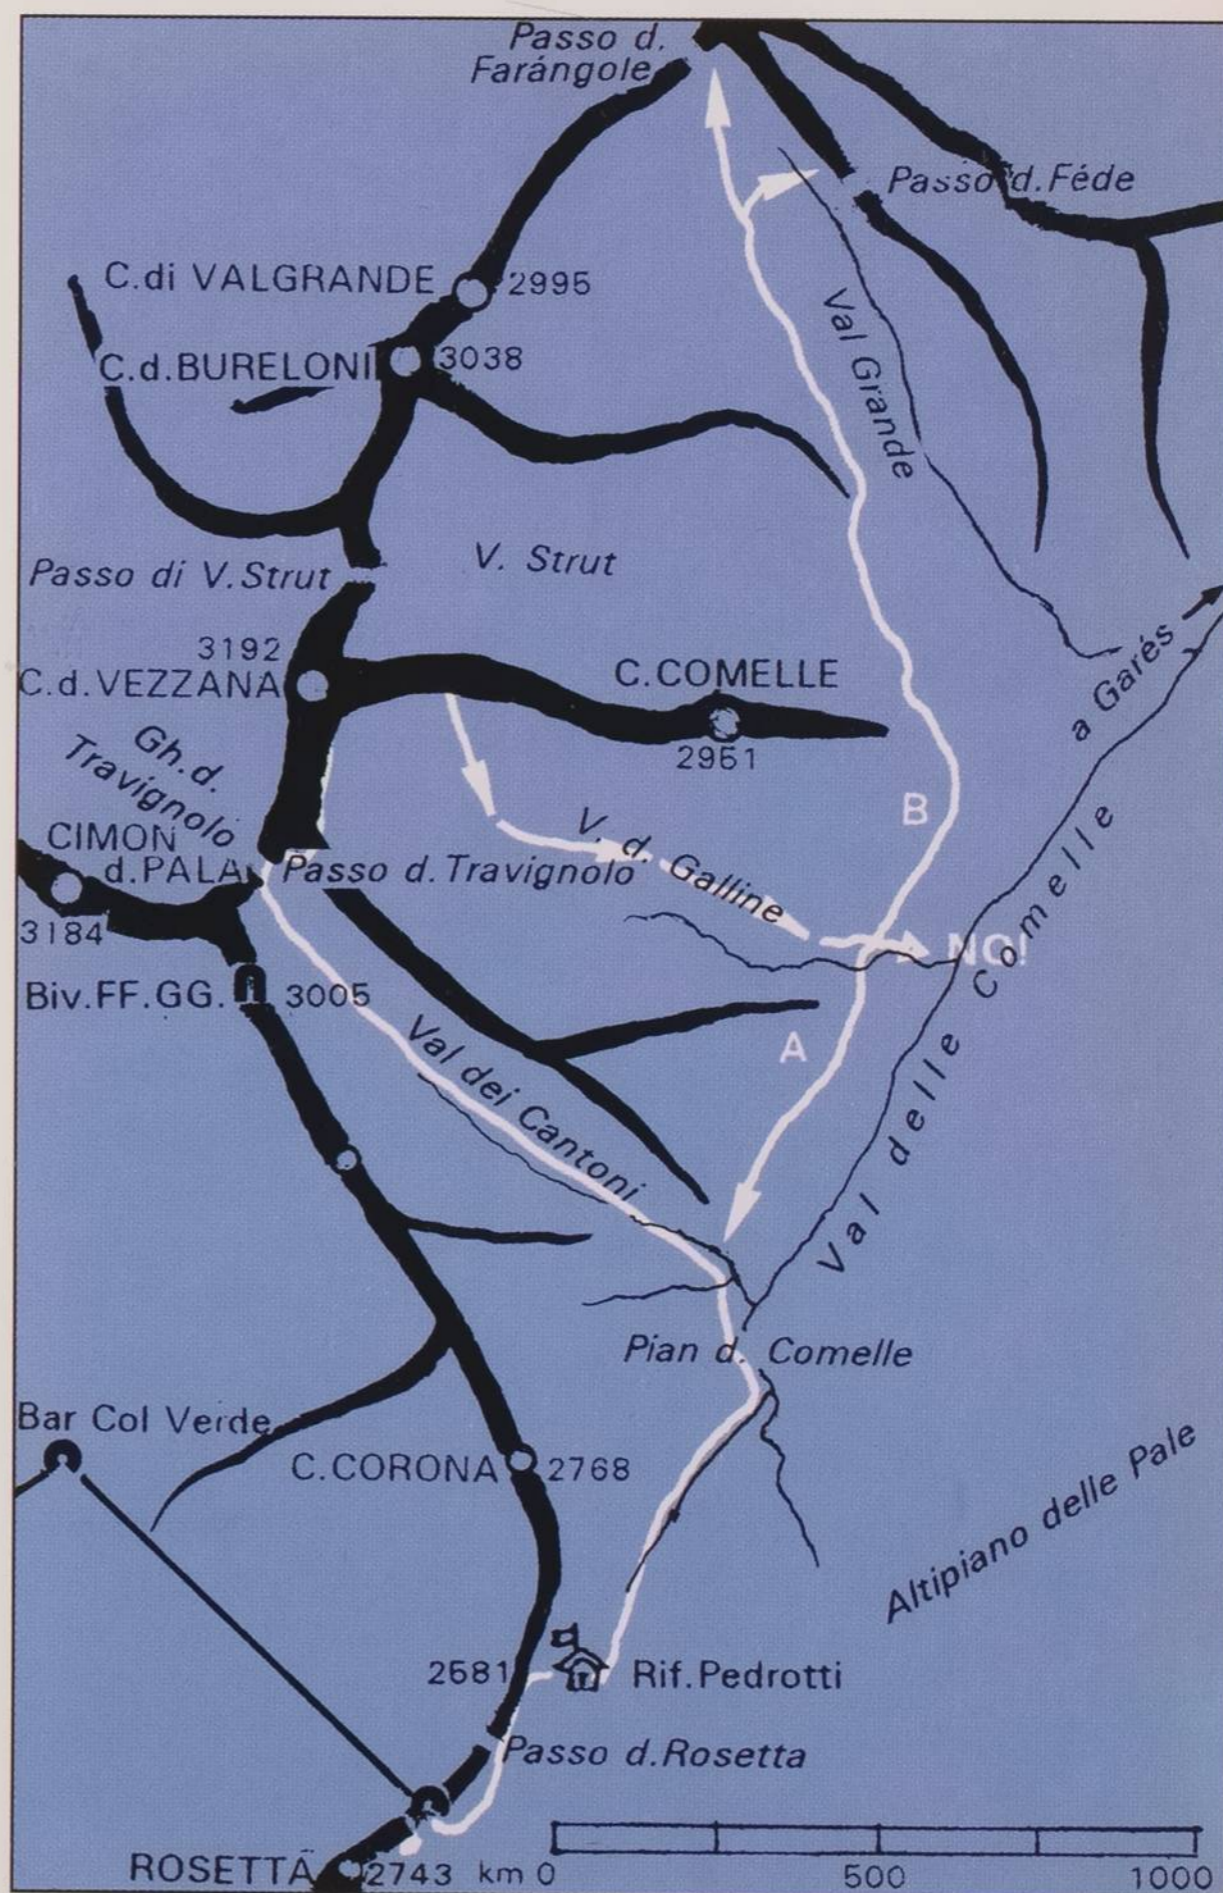 Passo d.
Farángole
Passo d. Féde
C.di VALGRANDE
2995
Val Grande
C.d.BURELONI
3038
V. Strut
Passo di V.Strut
3192
C.d.VEZZANA
C.COMELLE
2961
a Garés
Gh.d.
Travignolo
B
V. d. Galline
CIMON
d.PALA
Passo d.Travignolo
3184
NO!
Biv.FF.GG.
3005
A
Val dei Cantoni
Val delle Comelle
Pian d. Comelle
Bar Col Verde
C.CORONA
2768
Altipiano delle Pale
2681
Rif.Pedrotti
Passo d.Rosetta
ROSETTA
2743
km 0
500
1000